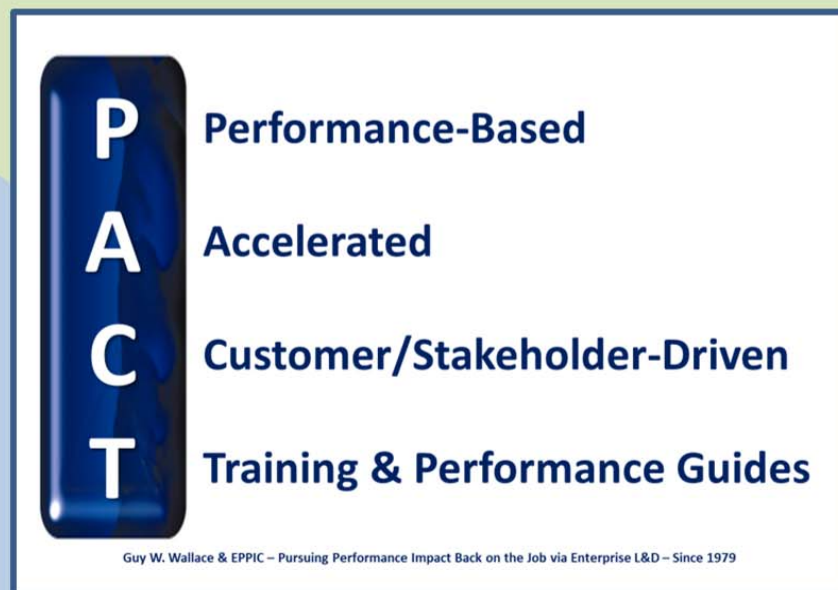 P Performance-Based
A Accelerated
C Customer/Stakeholder-Driven
T Training & Performance Guides
Guy W. Wallace & EPPIC – Pursuing Performance Impact Back on the Job via Enterprise L&D – Since 1979